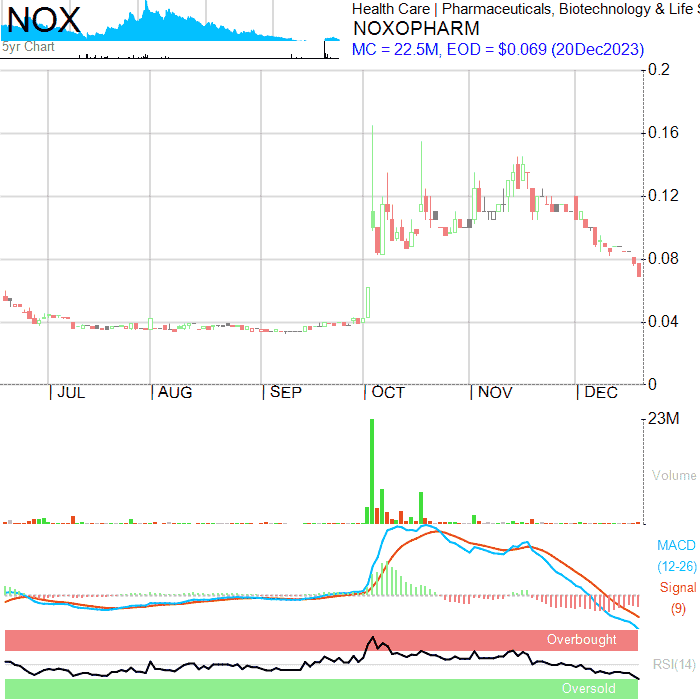 NOX
5yr Chart
Health Care | Pharmaceuticals, Biotechnology & Life S
NOXOPHARM
MC = 22.5M, EOD = $0.069 (20Dec2023)
0.2
0.16
0.12
0.08
0.04
0
JUL AUG SEP OCT NOV DEC
23M
Volume
MACD
(12-26)
Signal
(9)
Overbought
RSI(14)
Oversold